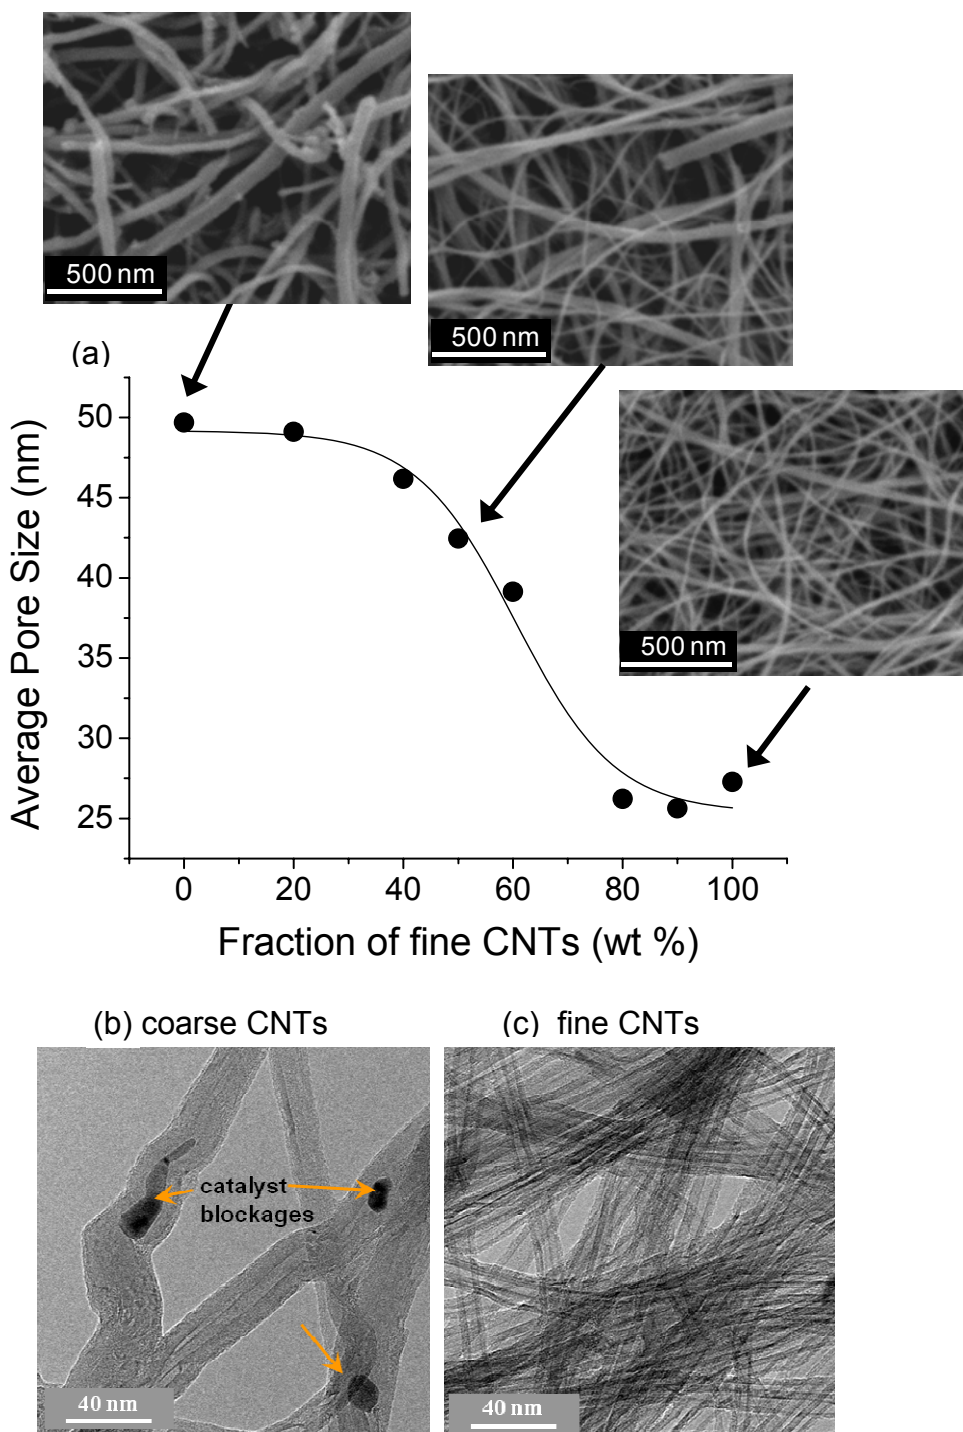 500 nm
500 nm
(a)
500 nm
50
45
40
35
30
25
Average Pore Size (nm)
0 20 40 60 80 100
Fraction of fine CNTs (wt %)
(b) coarse CNTs
(c) fine CNTs
catalyst
blockages
40 nm
40 nm